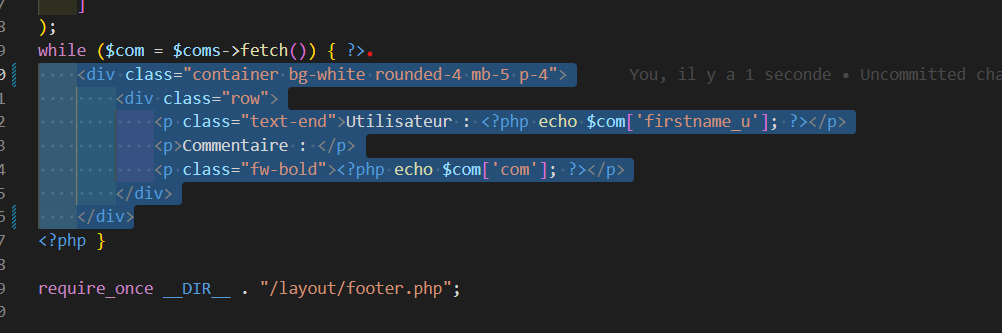 ]
);
while ($com = $coms->fetch()) { ?>
<div class="container bg-white rounded-4 mb-5 p-4"> You, il y a 1 seconde • Uncommitted cha
<div class="row">
<p class="text-end">Utilisateur : <?php echo $com['firstname_u']; ?></p>
<p>Commentaire : </p>
<p class="fw-bold"><?php echo $com['com']; ?></p>
</div>
</div>
<?php }
require_once __DIR__ . "/layout/footer.php";